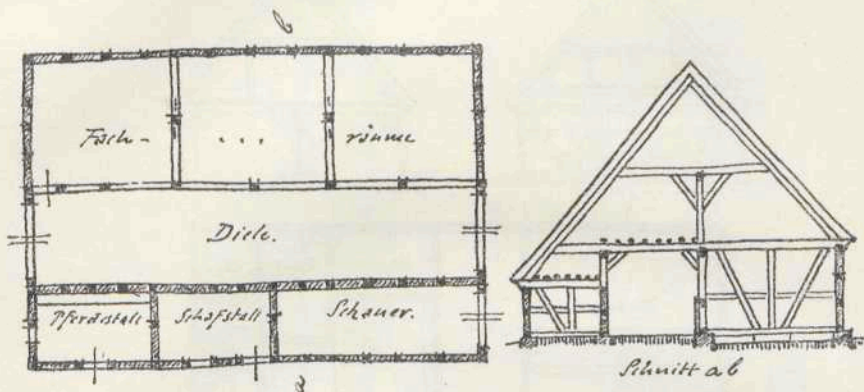 b
Fach- ... räume
Diele.
Pferdestall Schafstall Schauer.
a
Schnitt ab